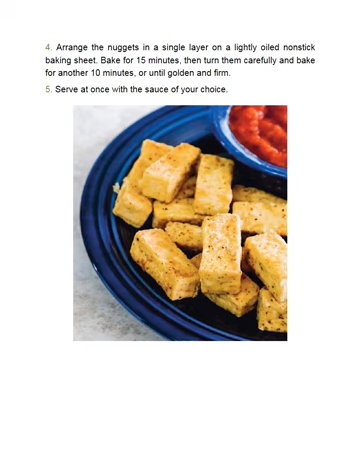 4. Arrange the nuggets in a single layer on a lightly oiled nonstick
baking sheet. Bake for 15 minutes, then turn them carefully and bake
for another 10 minutes, or until golden and firm.
5. Serve at once with the sauce of your choice.